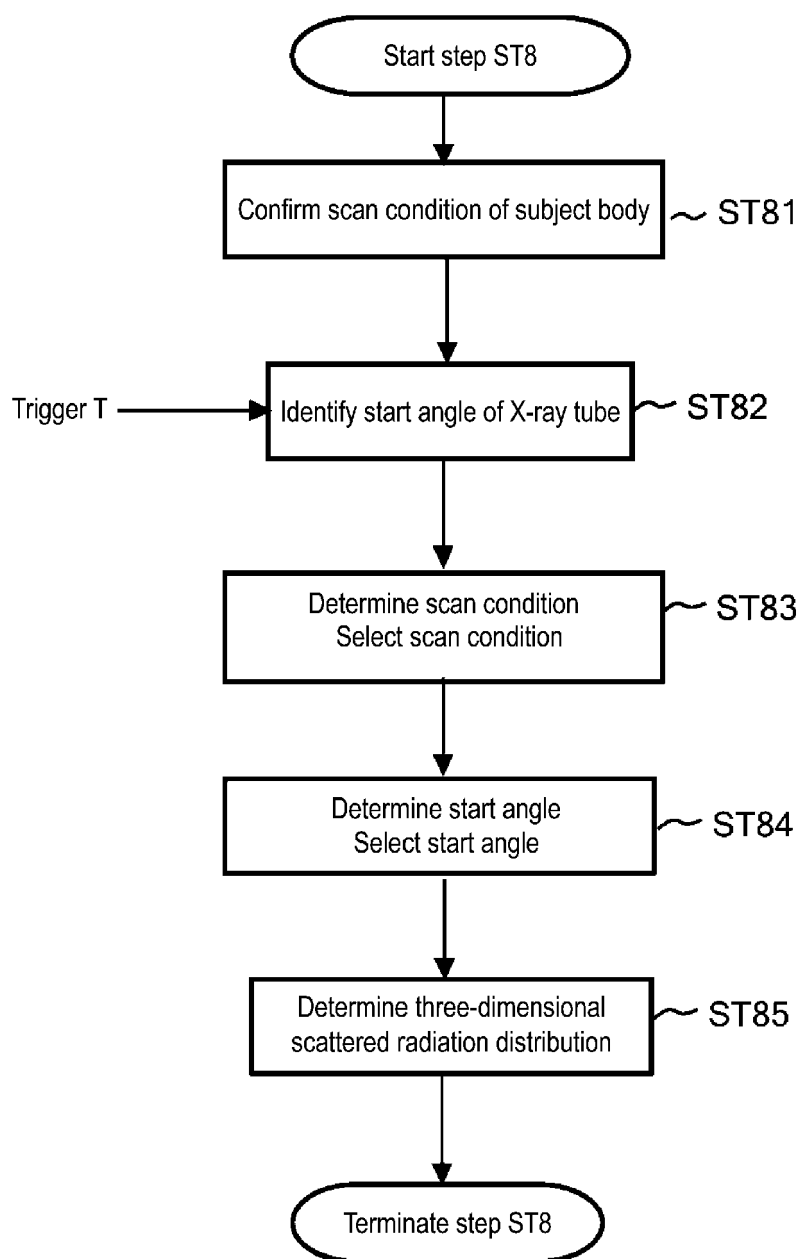 Start step ST8
Confirm scan condition of subject body
ST81
Trigger T
Identify start angle of X-ray tube
ST82
Determine scan condition
Select scan condition
ST83
Determine start angle
Select start angle
ST84
Determine three-dimensional
scattered radiation distribution
ST85
Terminate step ST8